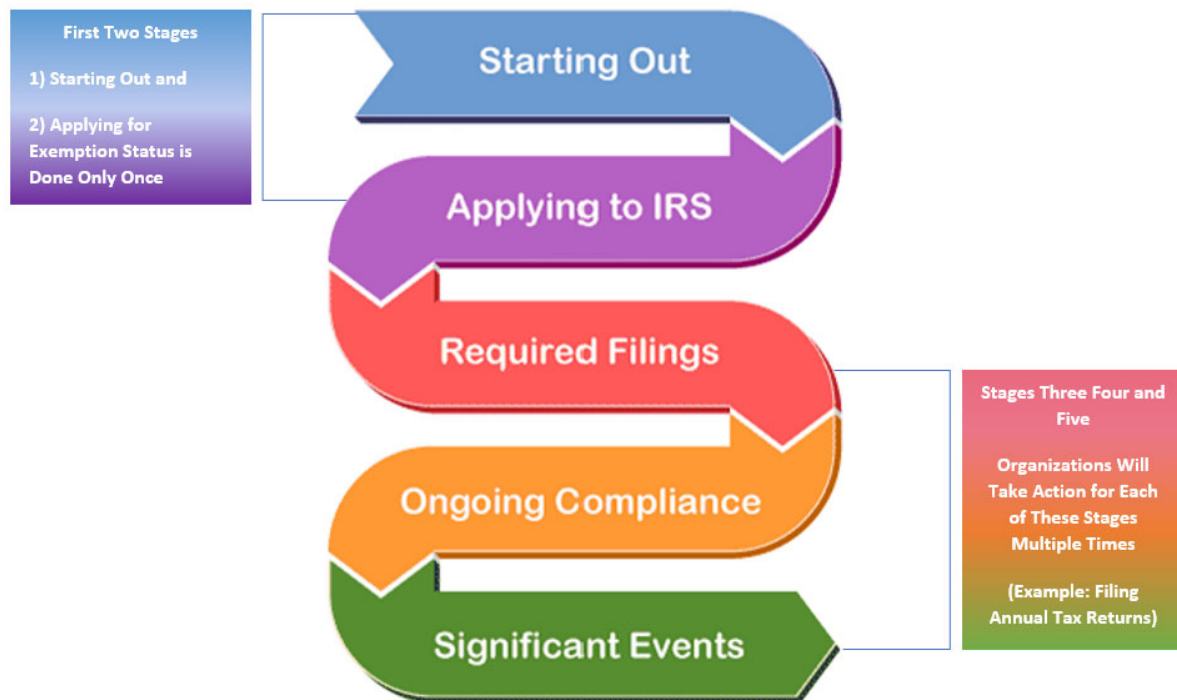 First Two Stages
1) Starting Out and
2) Applying for
Exemption Status is
Done Only Once
Starting Out
Applying to IRS
Required Filings
Ongoing Compliance
Significant Events
Stages Three Four and
Five
Organizations Will
Take Action for Each
of These Stages
Multiple Times
(Example: Filing
Annual Tax Returns)